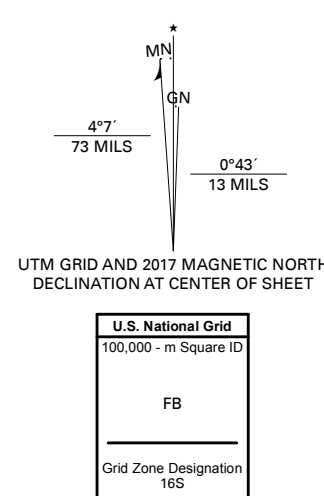 MN
GN
4°7´
73 MILS
0°43´
13 MILS
UTM GRID AND 2017 MAGNETIC NORTH
DECLINATION AT CENTER OF SHEET
U.S. National Grid
100,000 - m Square ID
FB
Grid Zone Designation
16S